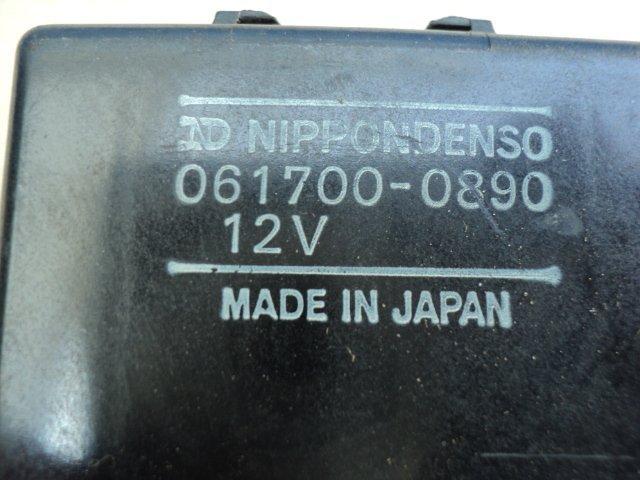 ND NIPPONDENSO
061700-0890
12V
MADE IN JAPAN